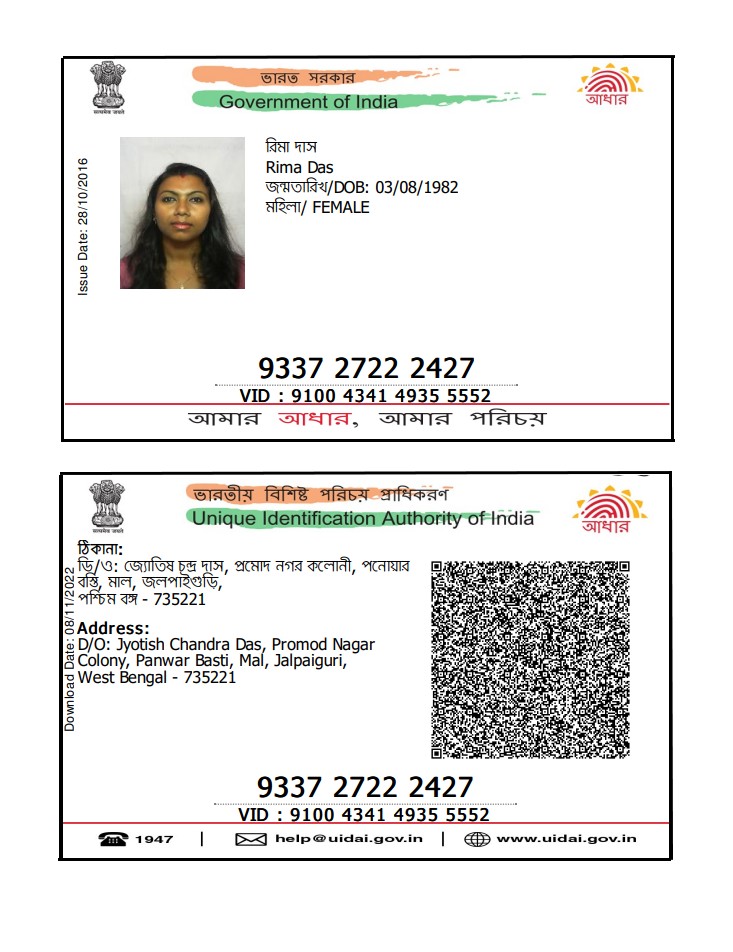 ভারত সরকার
Government of India
सत्यमेव जयते
আধাર
Issue Date: 28/10/2016
রিমা দাস
Rima Das
জন্মতারিখ/DOB: 03/08/1982
মহিলা/ FEMALE
9337 2722 2427
VID : 9100 4341 4935 5552
আমার আধার, আমার পরিচয়
ভারতীয় বিশিষ্ট পরিচয় প্রাধিকরণ
Unique Identification Authority of India
सत्यमेव जयते
আধার
ঠিকানা:
ডি/ও: জ্যোতিষ চন্দ্র দাস, প্রমোদ নগর কলোনী, পনোয়ার
বস্তি, মাল, জলপাইগুড়ি,
পশ্চিম বঙ্গ - 735221
Download Date: 08/11/2022
Address:
D/O: Jyotish Chandra Das, Promod Nagar
Colony, Panwar Basti, Mal, Jalpaiguri,
West Bengal - 735221
9337 2722 2427
VID : 9100 4341 4935 5552
1947 | help@uidai.gov.in | www.uidai.gov.in